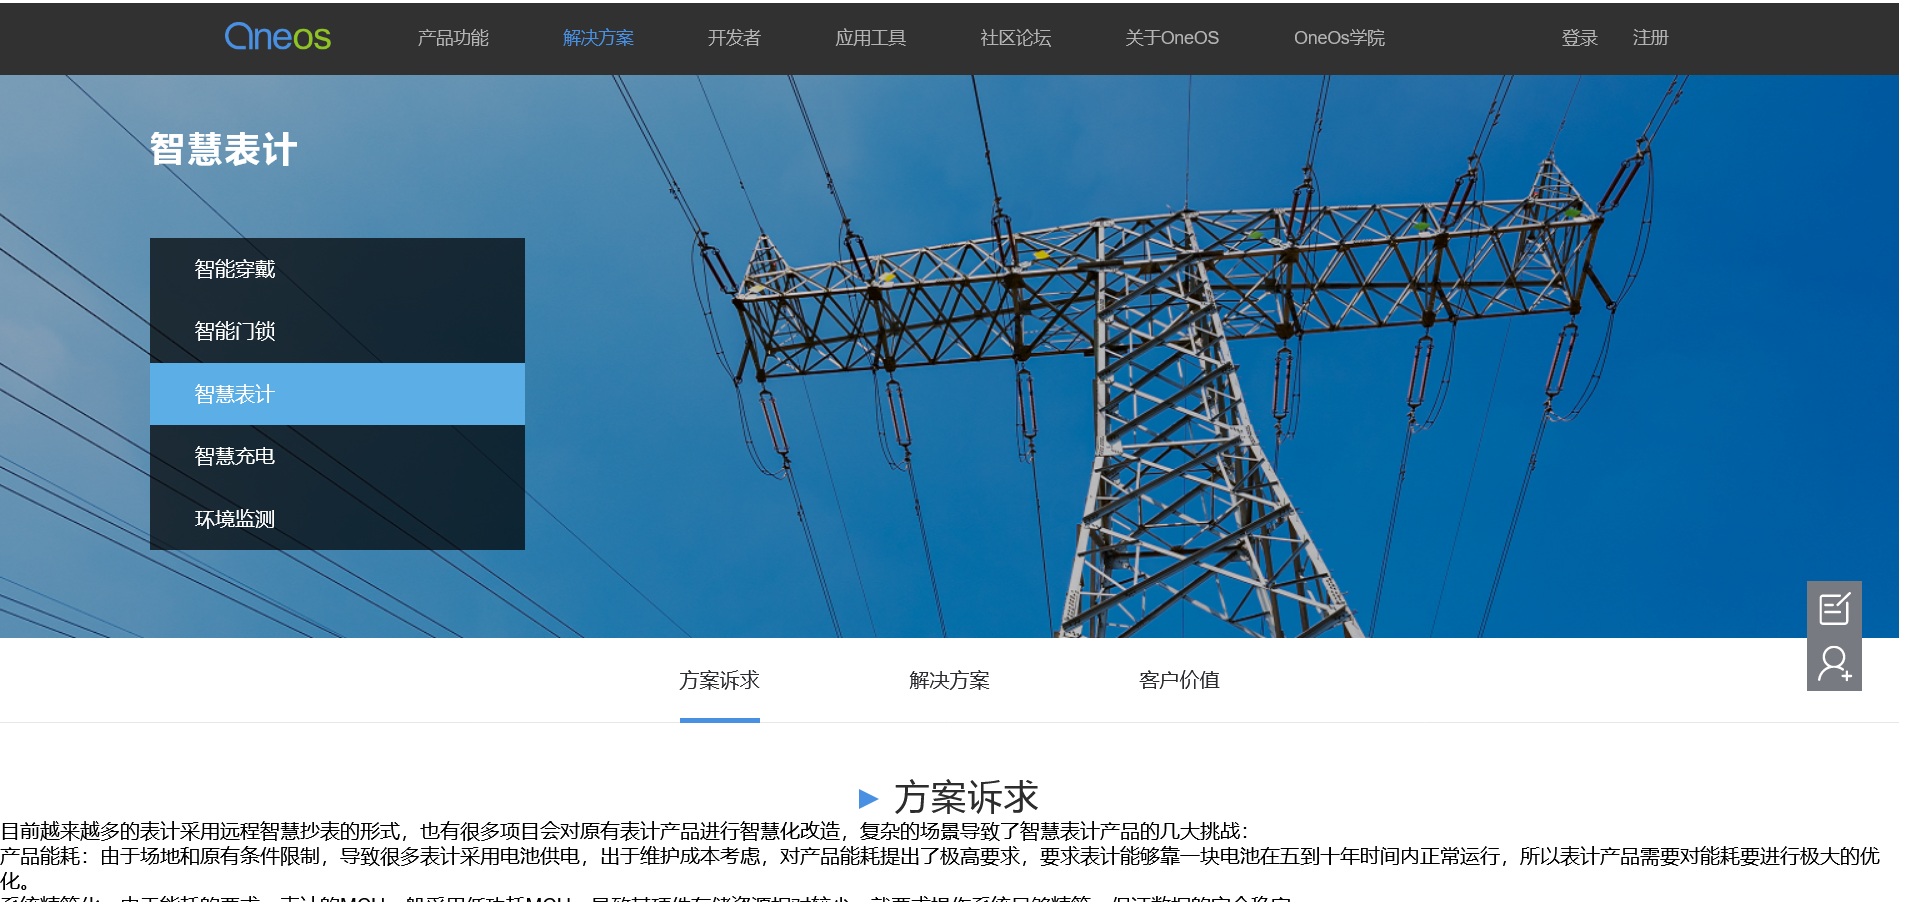 Oneos
产品功能 解决方案 开发者 应用工具 社区论坛 关于OneOS OneOs学院 登录 注册
智慧表计
智能穿戴
智能门锁
智慧表计
智慧充电
环境监测
方案诉求 解决方案 客户价值
方案诉求
目前越来越多的表计采用远程智慧抄表的形式，也有很多项目会对原有表计产品进行智慧化改造，复杂的场景导致了智慧表计产品的几大挑战：
产品能耗：由于场地和原有条件限制，导致很多表计采用电池供电，出于维护成本考虑，对产品能耗提出了极高要求，要求表计能够靠一块电池在五到十年时间内正常运行，所以表计产品需要对能耗要进行极大的优
化。